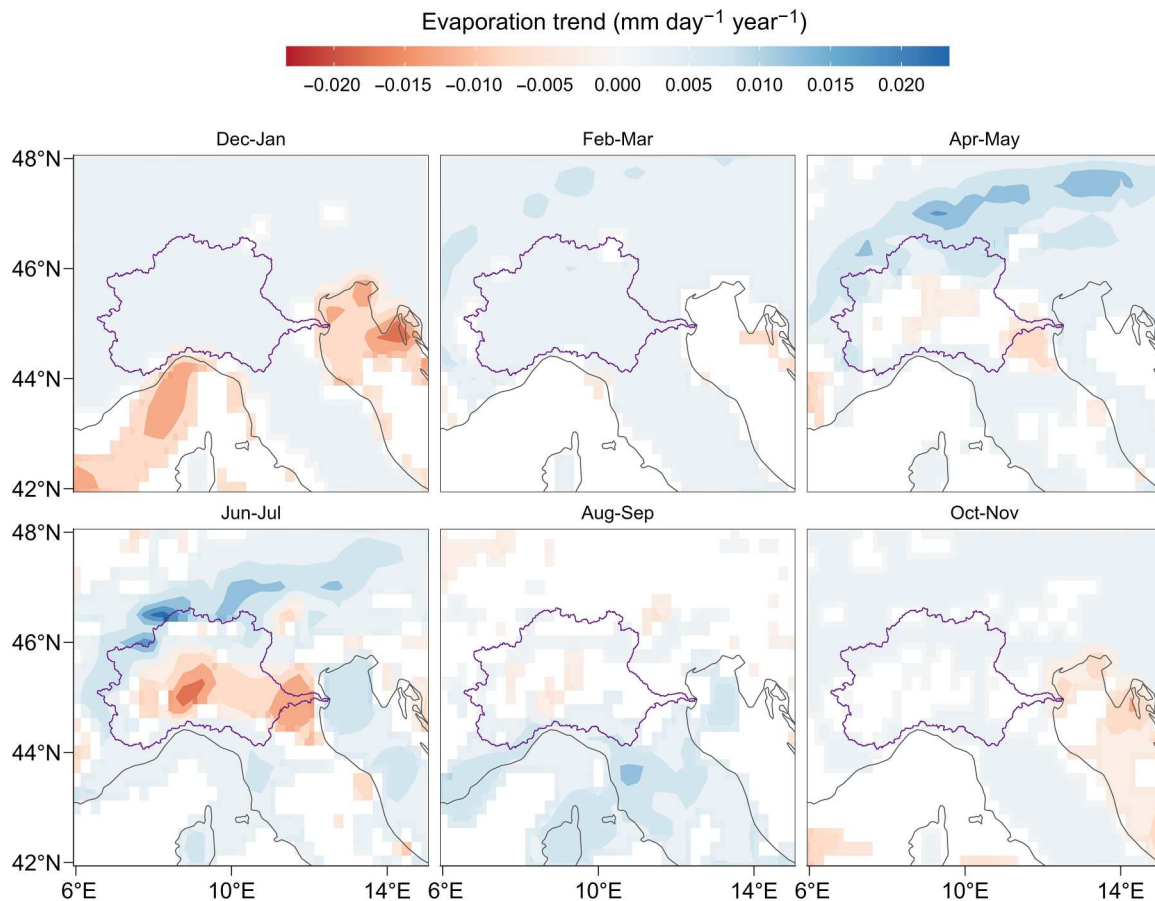 Evaporation trend (mm day⁻¹ year⁻¹)
−0.020 −0.015 −0.010 −0.005 0.000 0.005 0.010 0.015 0.020
Dec-Jan Feb-Mar Apr-May
48°N
46°N
44°N
42°N
Jun-Jul Aug-Sep Oct-Nov
48°N
46°N
44°N
42°N
6°E 10°E 14°E 6°E 10°E 14°E 6°E 10°E 14°E